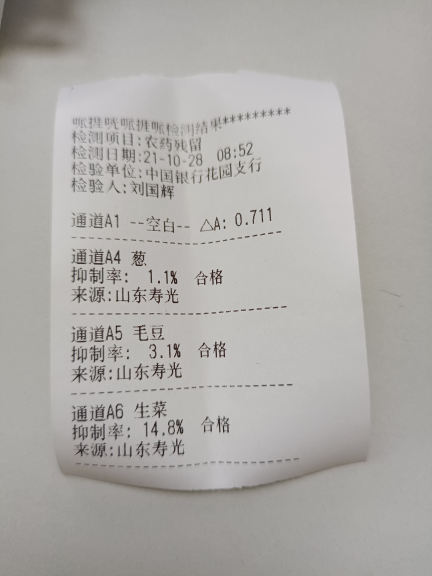 检测结果*********
检测项目:农药残留
检测日期:21-10-28 08:52
检验单位:中国银行花园支行
检验人:刘国辉
通道A1 --空白-- △A: 0.711
通道A4 葱
抑制率: 1.1% 合格
来源:山东寿光
通道A5 毛豆
抑制率: 3.1% 合格
来源:山东寿光
通道A6 生菜
抑制率: 14.8% 合格
来源:山东寿光